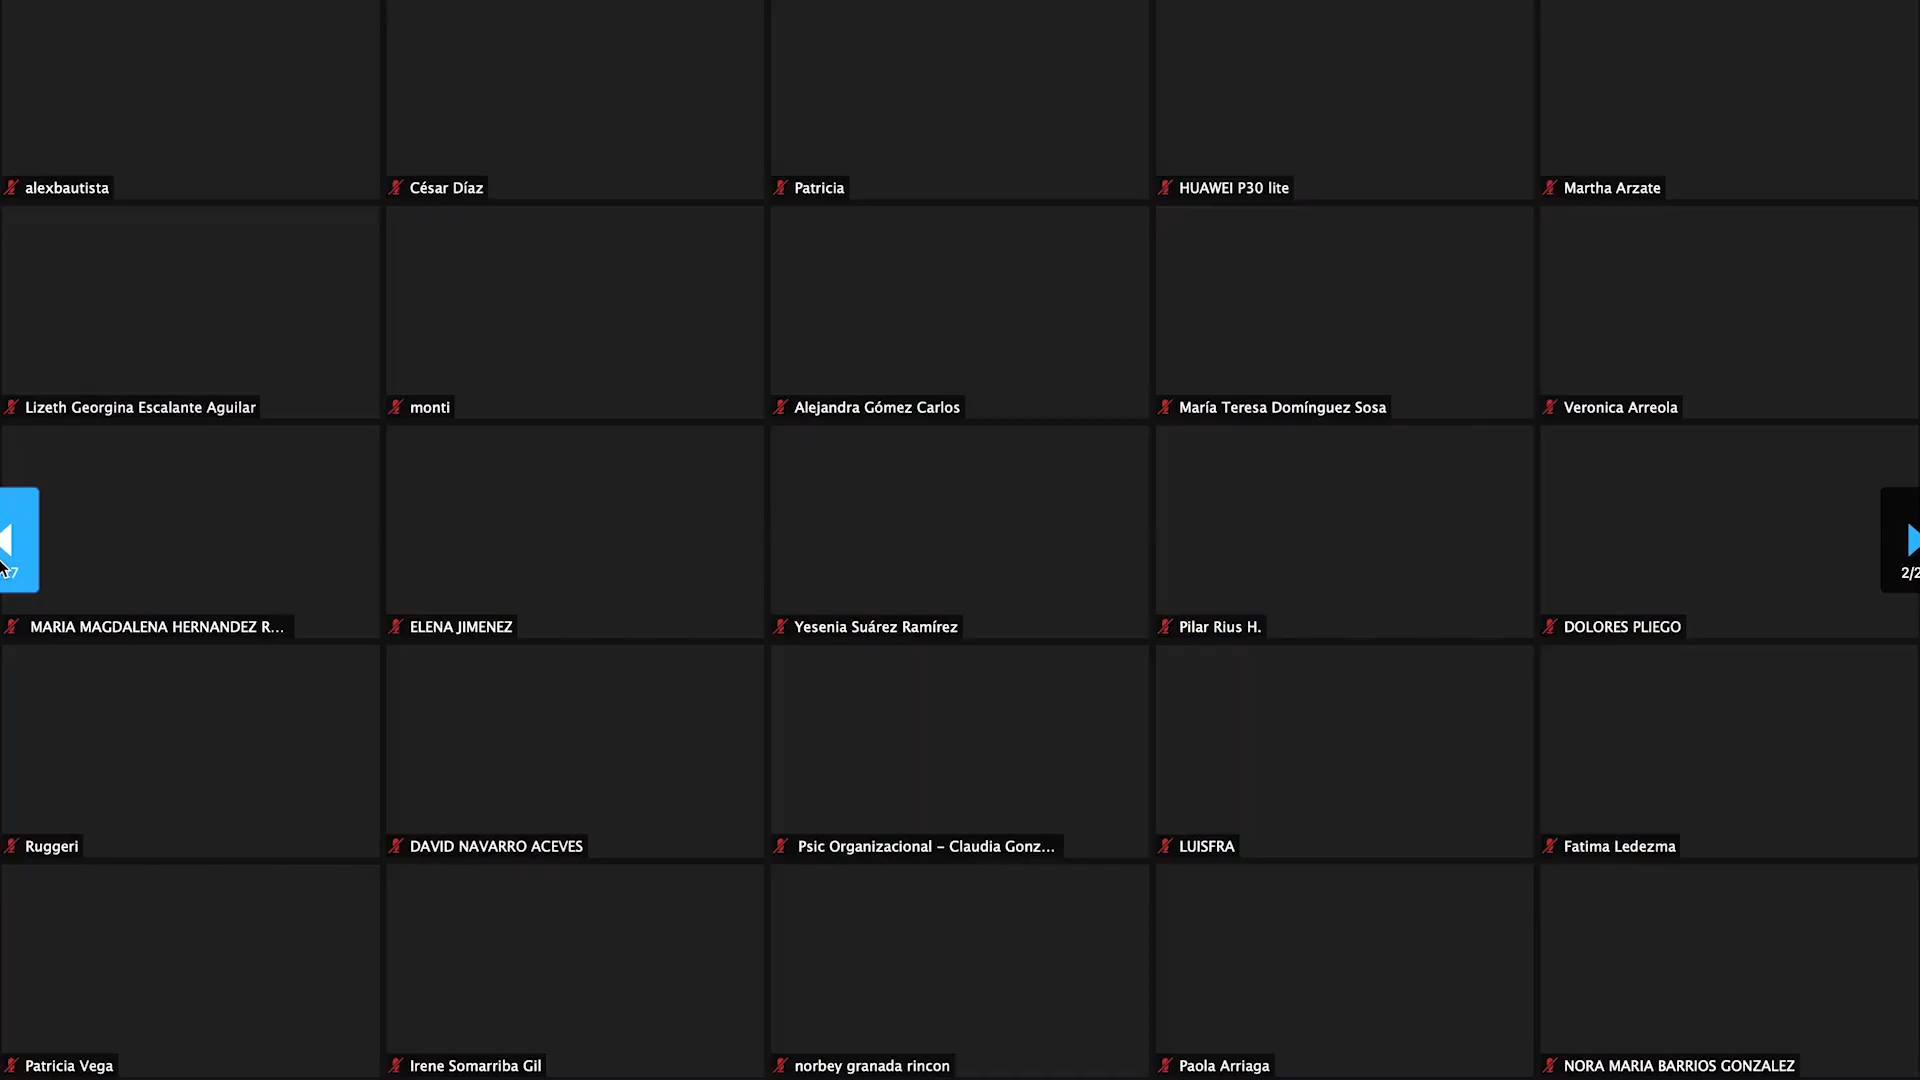 alexbautista
César Díaz
Patricia
HUAWEI P30 lite
Martha Arzate
Lizeth Georgina Escalante Aguilar
monti
Alejandra Gómez Carlos
María Teresa Domínguez Sosa
Veronica Arreola
MARIA MAGDALENA HERNANDEZ R...
ELENA JIMENEZ
Yesenia Suárez Ramírez
Pilar Rius H.
DOLORES PLIEGO
Ruggeri
DAVID NAVARRO ACEVES
Psic Organizacional - Claudia Gonz...
LUISFRA
Fatima Ledezma
Patricia Vega
Irene Somarriba Gil
norbey granada rincon
Paola Arriaga
NORA MARIA BARRIOS GONZALEZ